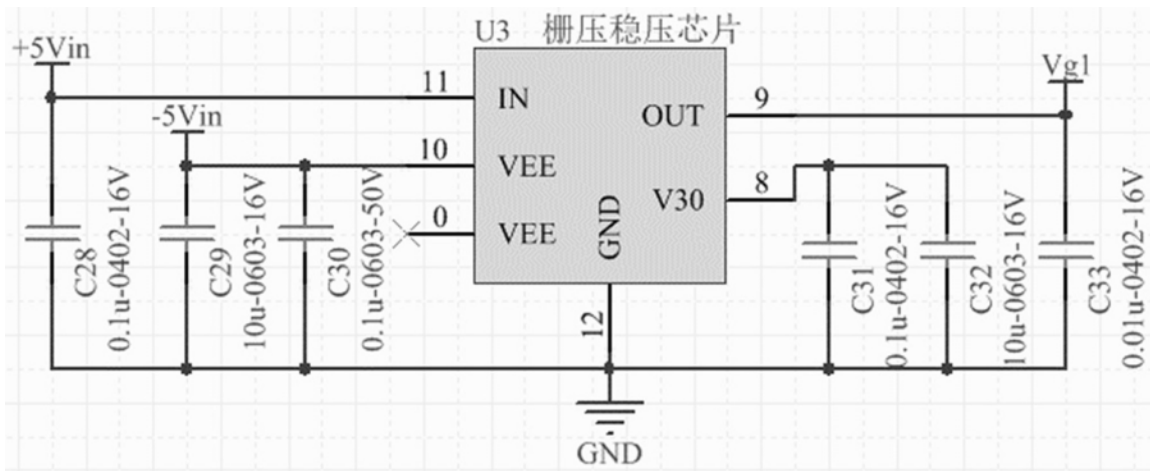 U3 栅压稳压芯片
+5Vin
-5Vin
Vg1
11
IN
10
VEE
0
VEE
GND
12
OUT
9
V30
8
C28
0.1u-0402-16V
C29
10u-0603-16V
C30
0.1u-0603-50V
C31
0.1u-0402-16V
C32
10u-0603-16V
C33
0.01u-0402-16V
GND